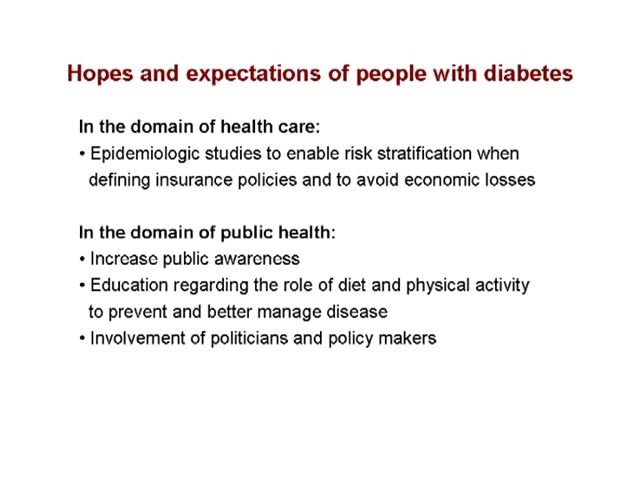 Hopes and expectations of people with diabetes
In the domain of health care:
• Epidemiologic studies to enable risk stratification when
defining insurance policies and to avoid economic losses
In the domain of public health:
• Increase public awareness
• Education regarding the role of diet and physical activity
to prevent and better manage disease
• Involvement of politicians and policy makers